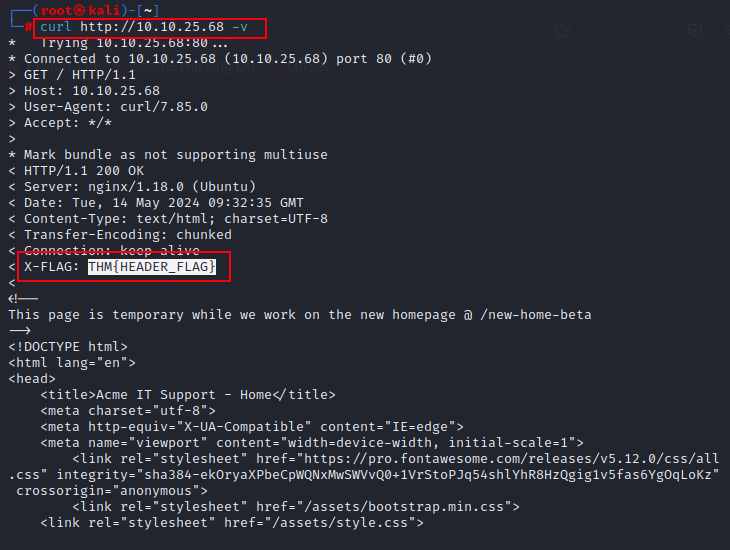 ┌──(root㉿kali)-[~]
└─# curl http://10.10.25.68 -v
*   Trying 10.10.25.68:80...
* Connected to 10.10.25.68 (10.10.25.68) port 80 (#0)
> GET / HTTP/1.1
> Host: 10.10.25.68
> User-Agent: curl/7.85.0
> Accept: */*
>
* Mark bundle as not supporting multiuse
< HTTP/1.1 200 OK
< Server: nginx/1.18.0 (Ubuntu)
< Date: Tue, 14 May 2024 09:32:35 GMT
< Content-Type: text/html; charset=UTF-8
< Transfer-Encoding: chunked
< Connection: keep-alive
< X-FLAG: THM{HEADER_FLAG}
<
<!--
This page is temporary while we work on the new homepage @ /new-home-beta
-->
<!DOCTYPE html>
<html lang="en">
<head>
    <title>Acme IT Support - Home</title>
    <meta charset="utf-8">
    <meta http-equiv="X-UA-Compatible" content="IE=edge">
    <meta name="viewport" content="width=device-width, initial-scale=1">
        <link rel="stylesheet" href="https://pro.fontawesome.com/releases/v5.12.0/css/all
.css" integrity="sha384-ekOryaXPbeCpWQNxMwSWVvQ0+1VrStoPJq54shlYhR8HzQgig1v5fas6YgOqLoKz"
 crossorigin="anonymous">
        <link rel="stylesheet" href="/assets/bootstrap.min.css">
    <link rel="stylesheet" href="/assets/style.css">